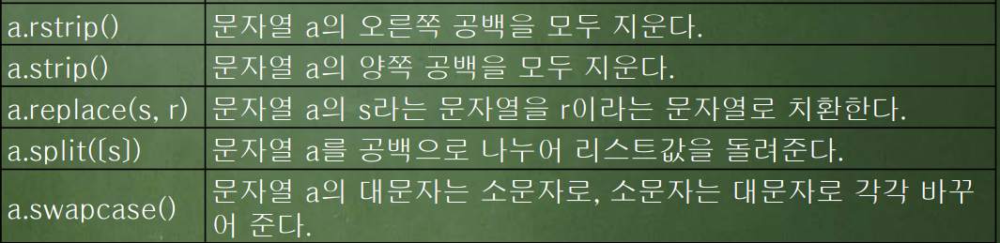 a.rstrip() 문자열 a의 오른쪽 공백을 모두 지운다.
a.strip() 문자열 a의 양쪽 공백을 모두 지운다.
a.replace(s, r) 문자열 a의 s라는 문자열을 r이라는 문자열로 치환한다.
a.split([s]) 문자열 a를 공백으로 나누어 리스트값을 돌려준다.
a.swapcase() 문자열 a의 대문자는 소문자로, 소문자는 대문자로 각각 바꾸
어 준다.